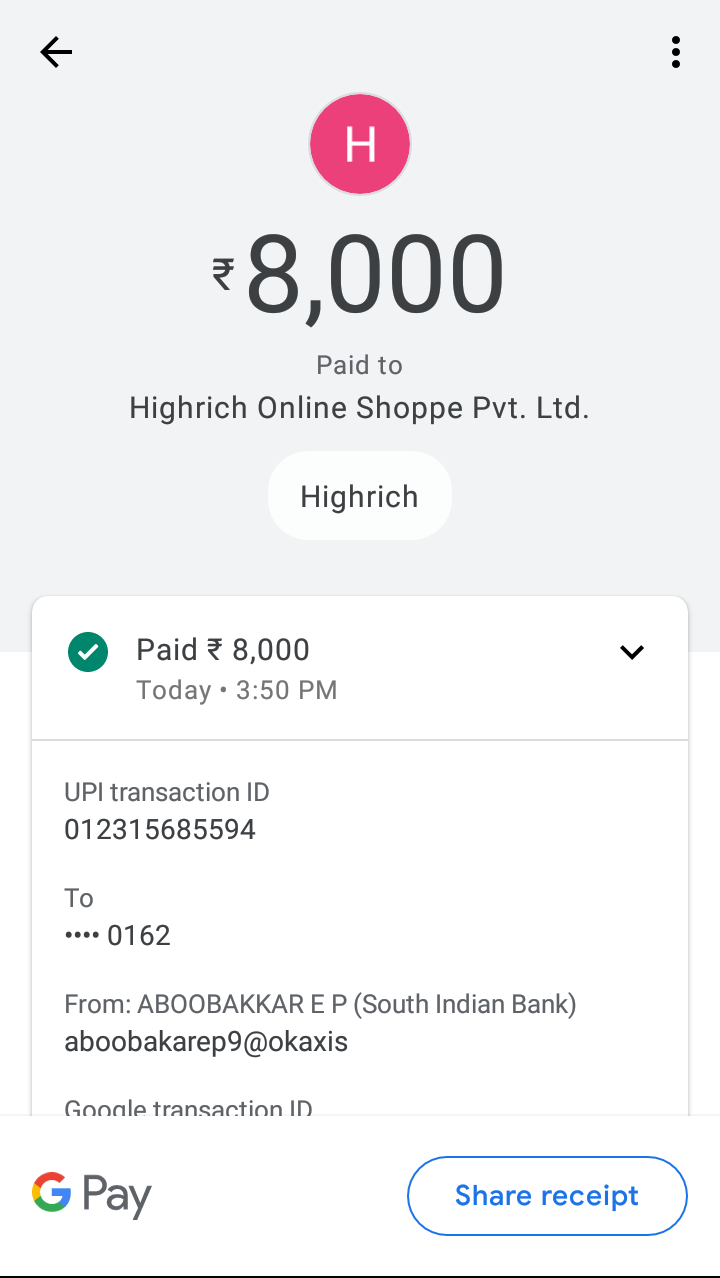 H
₹8,000
Paid to
Highrich Online Shoppe Pvt. Ltd.
Highrich
Paid ₹ 8,000
Today • 3:50 PM
UPI transaction ID
012315685594
To
•••• 0162
From: ABOOBAKKAR E P (South Indian Bank)
aboobakarep9@okaxis
Google transaction ID
G Pay
Share receipt